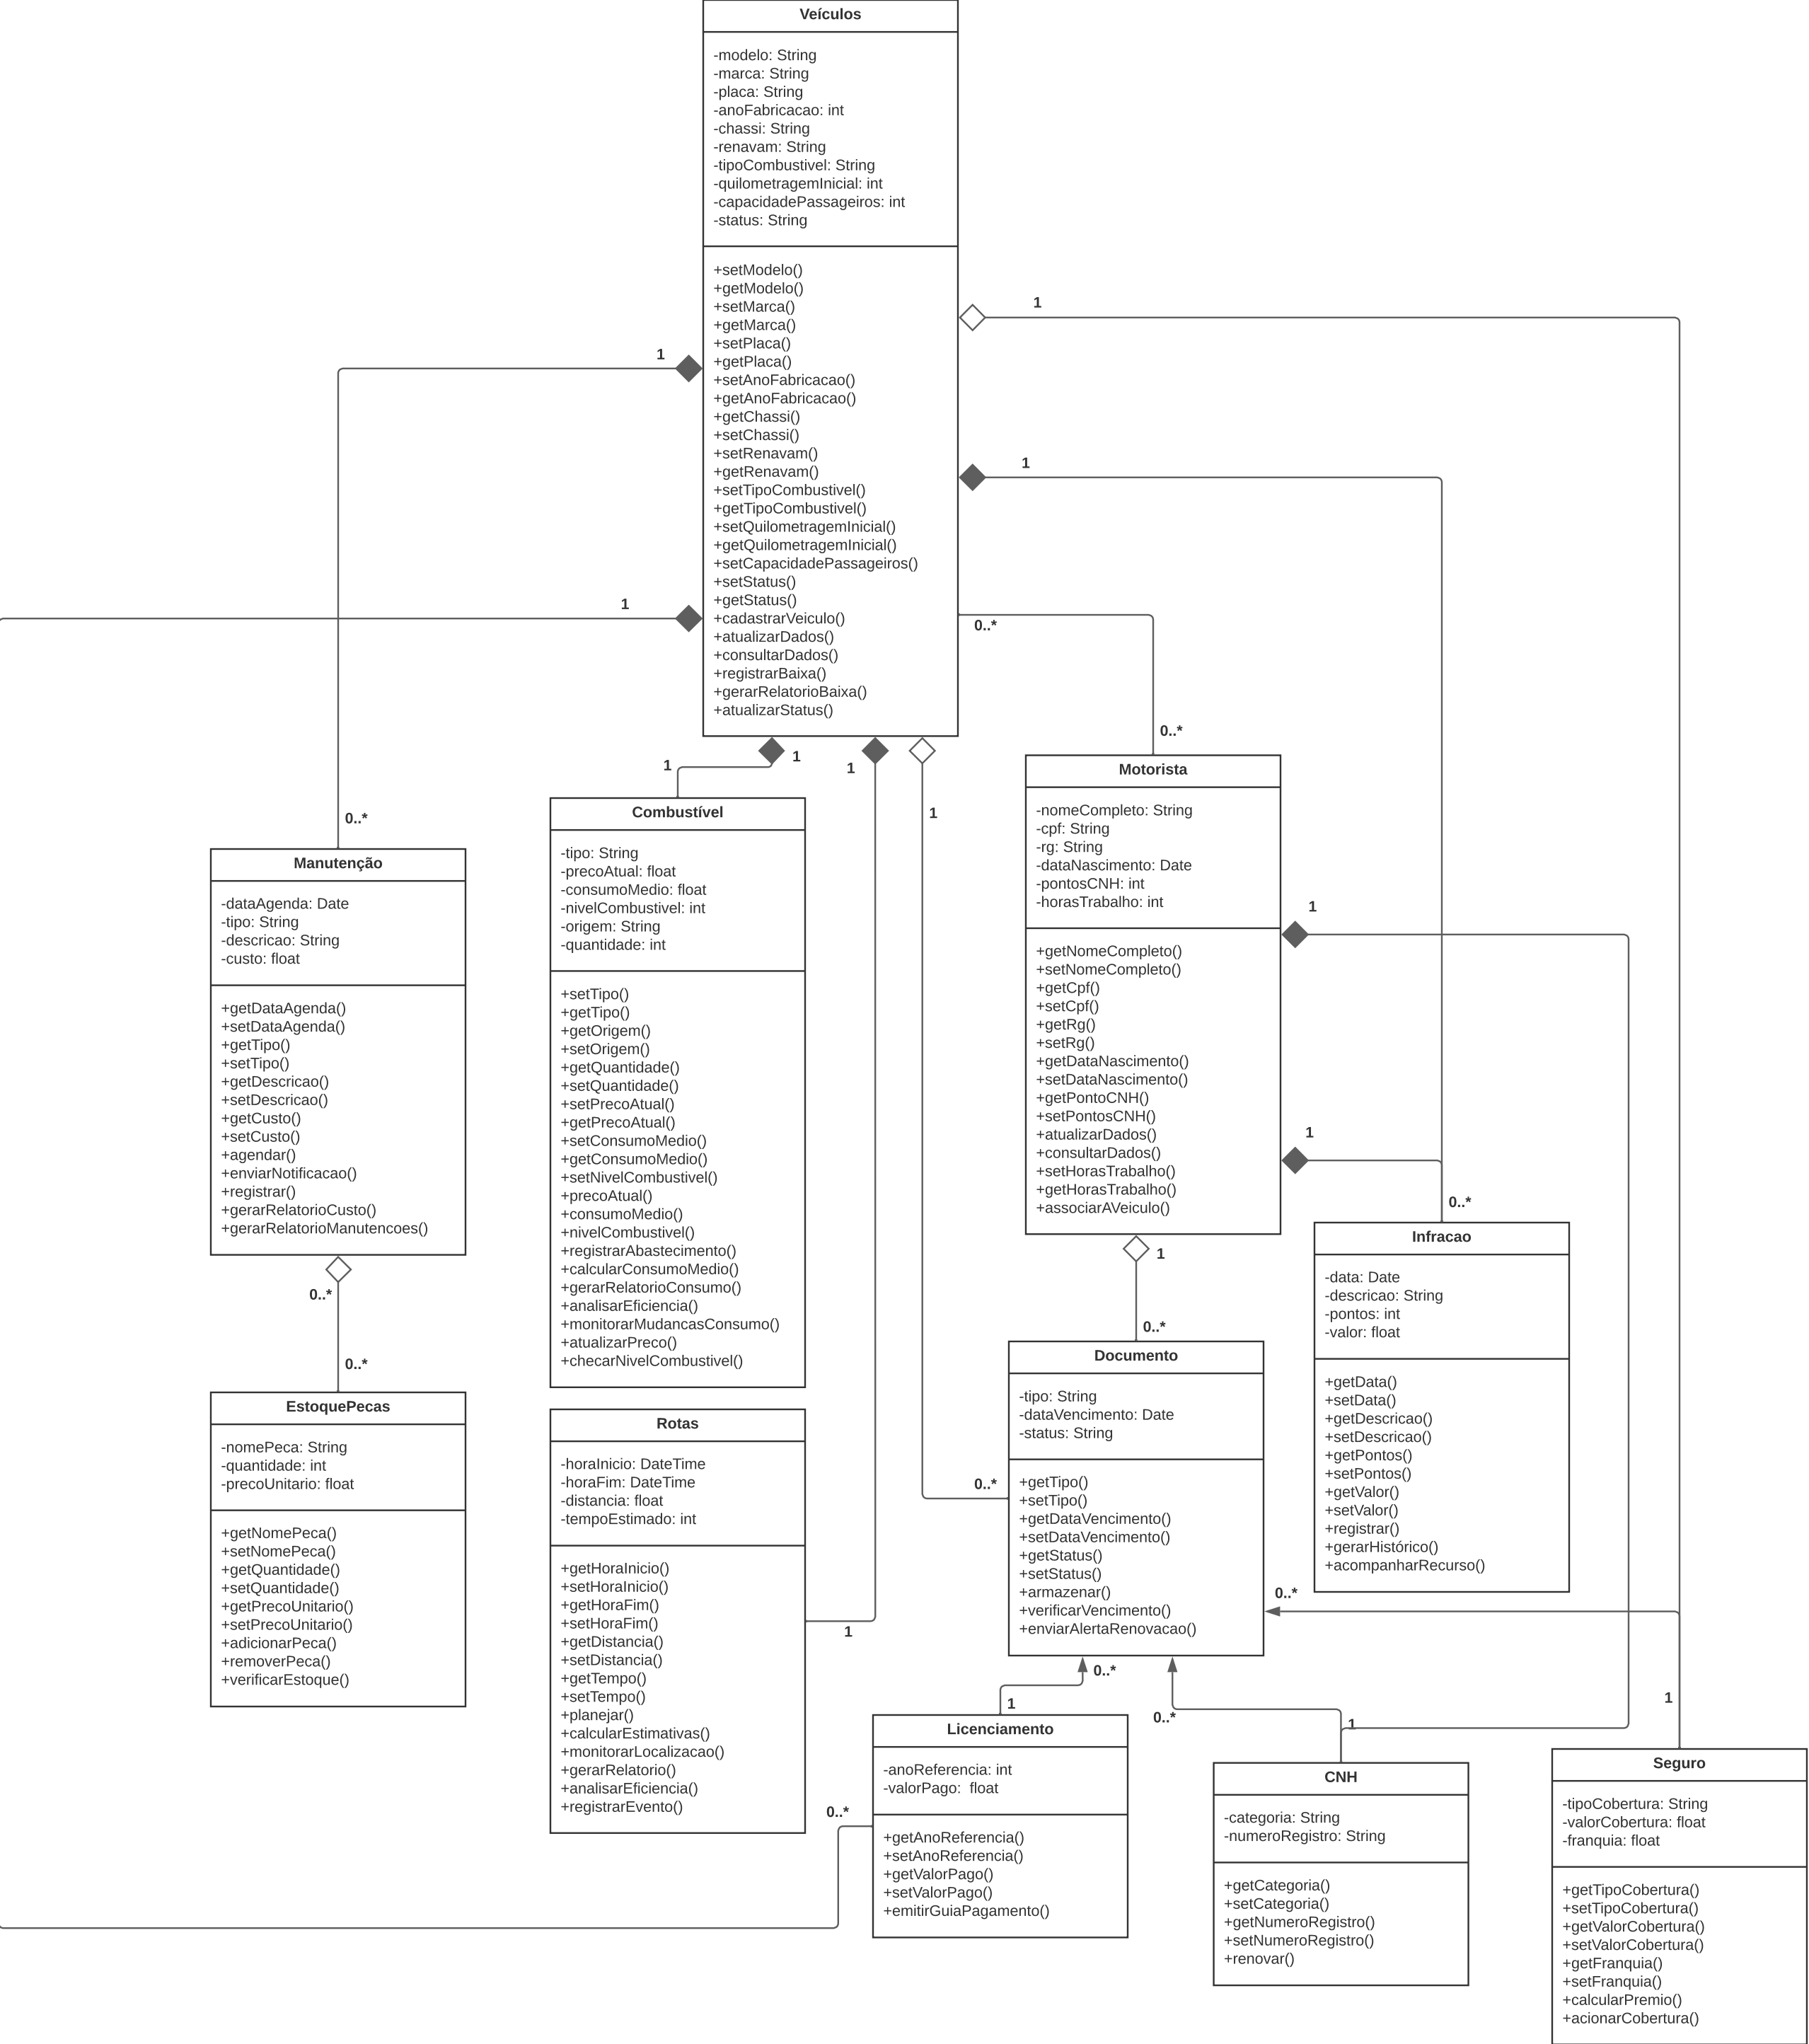 Veículos
-modelo: String
-marca: String
-placa: String
-anoFabricacao: int
-chassi: String
-renavam: String
-tipoCombustivel: String
-quilometragemInicial: int
-capacidadePassageiros: int
-status: String
+setModelo()
+getModelo()
+setMarca()
+getMarca()
+setPlaca()
+getPlaca()
+setAnoFabricacao()
+getAnoFabricacao()
+getChassi()
+setChassi()
+setRenavam()
+getRenavam()
+setTipoCombustivel()
+getTipoCombustivel()
+setQuilometragemInicial()
+getQuilometragemInicial()
+setCapacidadePassageiros()
+setStatus()
+getStatus()
+cadastrarVeiculo()
+atualizarDados()
+consultarDados()
+registrarBaixa()
+gerarRelatorioBaixa()
+atualizarStatus()
1
1
1
1
0..*
0..*
1
1
1
1
0..*
Manutenção
-dataAgenda: Date
-tipo: String
-descricao: String
-custo: float
+getDataAgenda()
+setDataAgenda()
+getTipo()
+setTipo()
+getDescricao()
+setDescricao()
+getCusto()
+setCusto()
+agendar()
+enviarNotificacao()
+registrar()
+gerarRelatorioCusto()
+gerarRelatorioManutencoes()
0..*
0..*
EstoquePecas
-nomePeca: String
-quantidade: int
-precoUnitario: float
+getNomePeca()
+setNomePeca()
+getQuantidade()
+setQuantidade()
+getPrecoUnitario()
+setPrecoUnitario()
+adicionarPeca()
+removerPeca()
+verificarEstoque()
Combustível
-tipo: String
-precoAtual: float
-consumoMedio: float
-nivelCombustivel: int
-origem: String
-quantidade: int
+setTipo()
+getTipo()
+getOrigem()
+setOrigem()
+getQuantidade()
+setQuantidade()
+setPrecoAtual()
+getPrecoAtual()
+setConsumoMedio()
+getConsumoMedio()
+setNivelCombustivel()
+precoAtual()
+consumoMedio()
+nivelCombustivel()
+registrarAbastecimento()
+calcularConsumoMedio()
+gerarRelatorioConsumo()
+analisarEficiencia()
+monitorarMudancasConsumo()
+atualizarPreco()
+checarNivelCombustivel()
Rotas
-horaInicio: DateTime
-horaFim: DateTime
-distancia: float
-tempoEstimado: int
+getHoraInicio()
+setHoraInicio()
+getHoraFim()
+setHoraFim()
+getDistancia()
+setDistancia()
+getTempo()
+setTempo()
+planejar()
+calcularEstimativas()
+monitorarLocalizacao()
+gerarRelatorio()
+analisarEficiencia()
+registrarEvento()
1
Motorista
-nomeCompleto: String
-cpf: String
-rg: String
-dataNascimento: Date
-pontosCNH: int
-horasTrabalho: int
+getNomeCompleto()
+setNomeCompleto()
+getCpf()
+setCpf()
+getRg()
+setRg()
+getDataNascimento()
+setDataNascimento()
+getPontoCNH()
+setPontosCNH()
+atualizarDados()
+consultarDados()
+setHorasTrabalho()
+getHorasTrabalho()
+associarAVeiculo()
1
1
1
0..*
0..*
0..*
Infracao
-data: Date
-descricao: String
-pontos: int
-valor: float
+getData()
+setData()
+getDescricao()
+setDescricao()
+getPontos()
+setPontos()
+getValor()
+setValor()
+registrar()
+gerarHistórico()
+acompanharRecurso()
Documento
-tipo: String
-dataVencimento: Date
-status: String
+getTipo()
+setTipo()
+getDataVencimento()
+setDataVencimento()
+getStatus()
+setStatus()
+armazenar()
+verificarVencimento()
+enviarAlertaRenovacao()
0..*
0..*
1
0..*
1
1
0..*
Licenciamento
-anoReferencia: int
-valorPago:  float
+getAnoReferencia()
+setAnoReferencia()
+getValorPago()
+setValorPago()
+emitirGuiaPagamento()
CNH
-categoria: String
-numeroRegistro: String
+getCategoria()
+setCategoria()
+getNumeroRegistro()
+setNumeroRegistro()
+renovar()
Seguro
-tipoCobertura: String
-valorCobertura: float
-franquia: float
+getTipoCobertura()
+setTipoCobertura()
+getValorCobertura()
+setValorCobertura()
+getFranquia()
+setFranquia()
+calcularPremio()
+acionarCobertura()